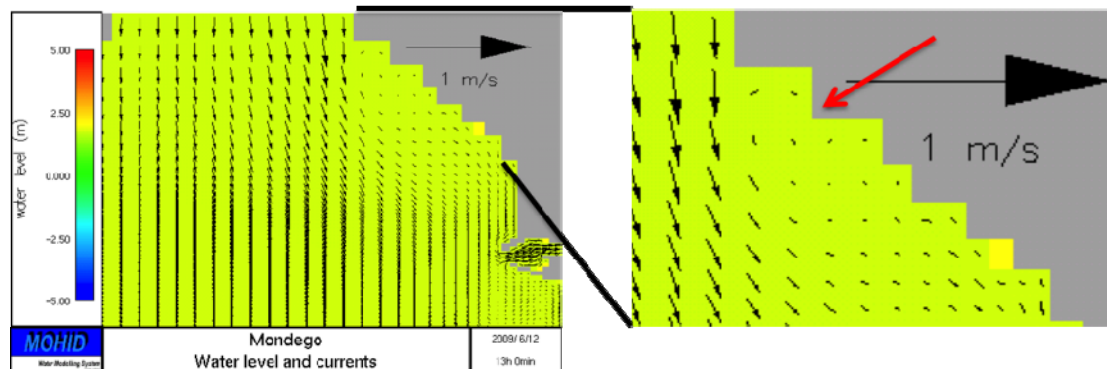 5.00
2.50
0.000
-2.50
-5.00
water level (m)
1 m/s
1 m/s
MOHID
Water Modelling System
Mondego
Water level and currents
2009/6/12
13h 0min